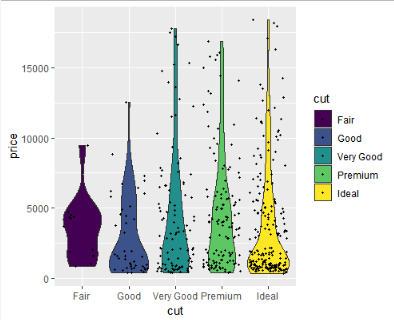 15000
10000
5000
0
price
Fair
Good
Very Good
Premium
Ideal
cut
cut
Fair
Good
Very Good
Premium
Ideal